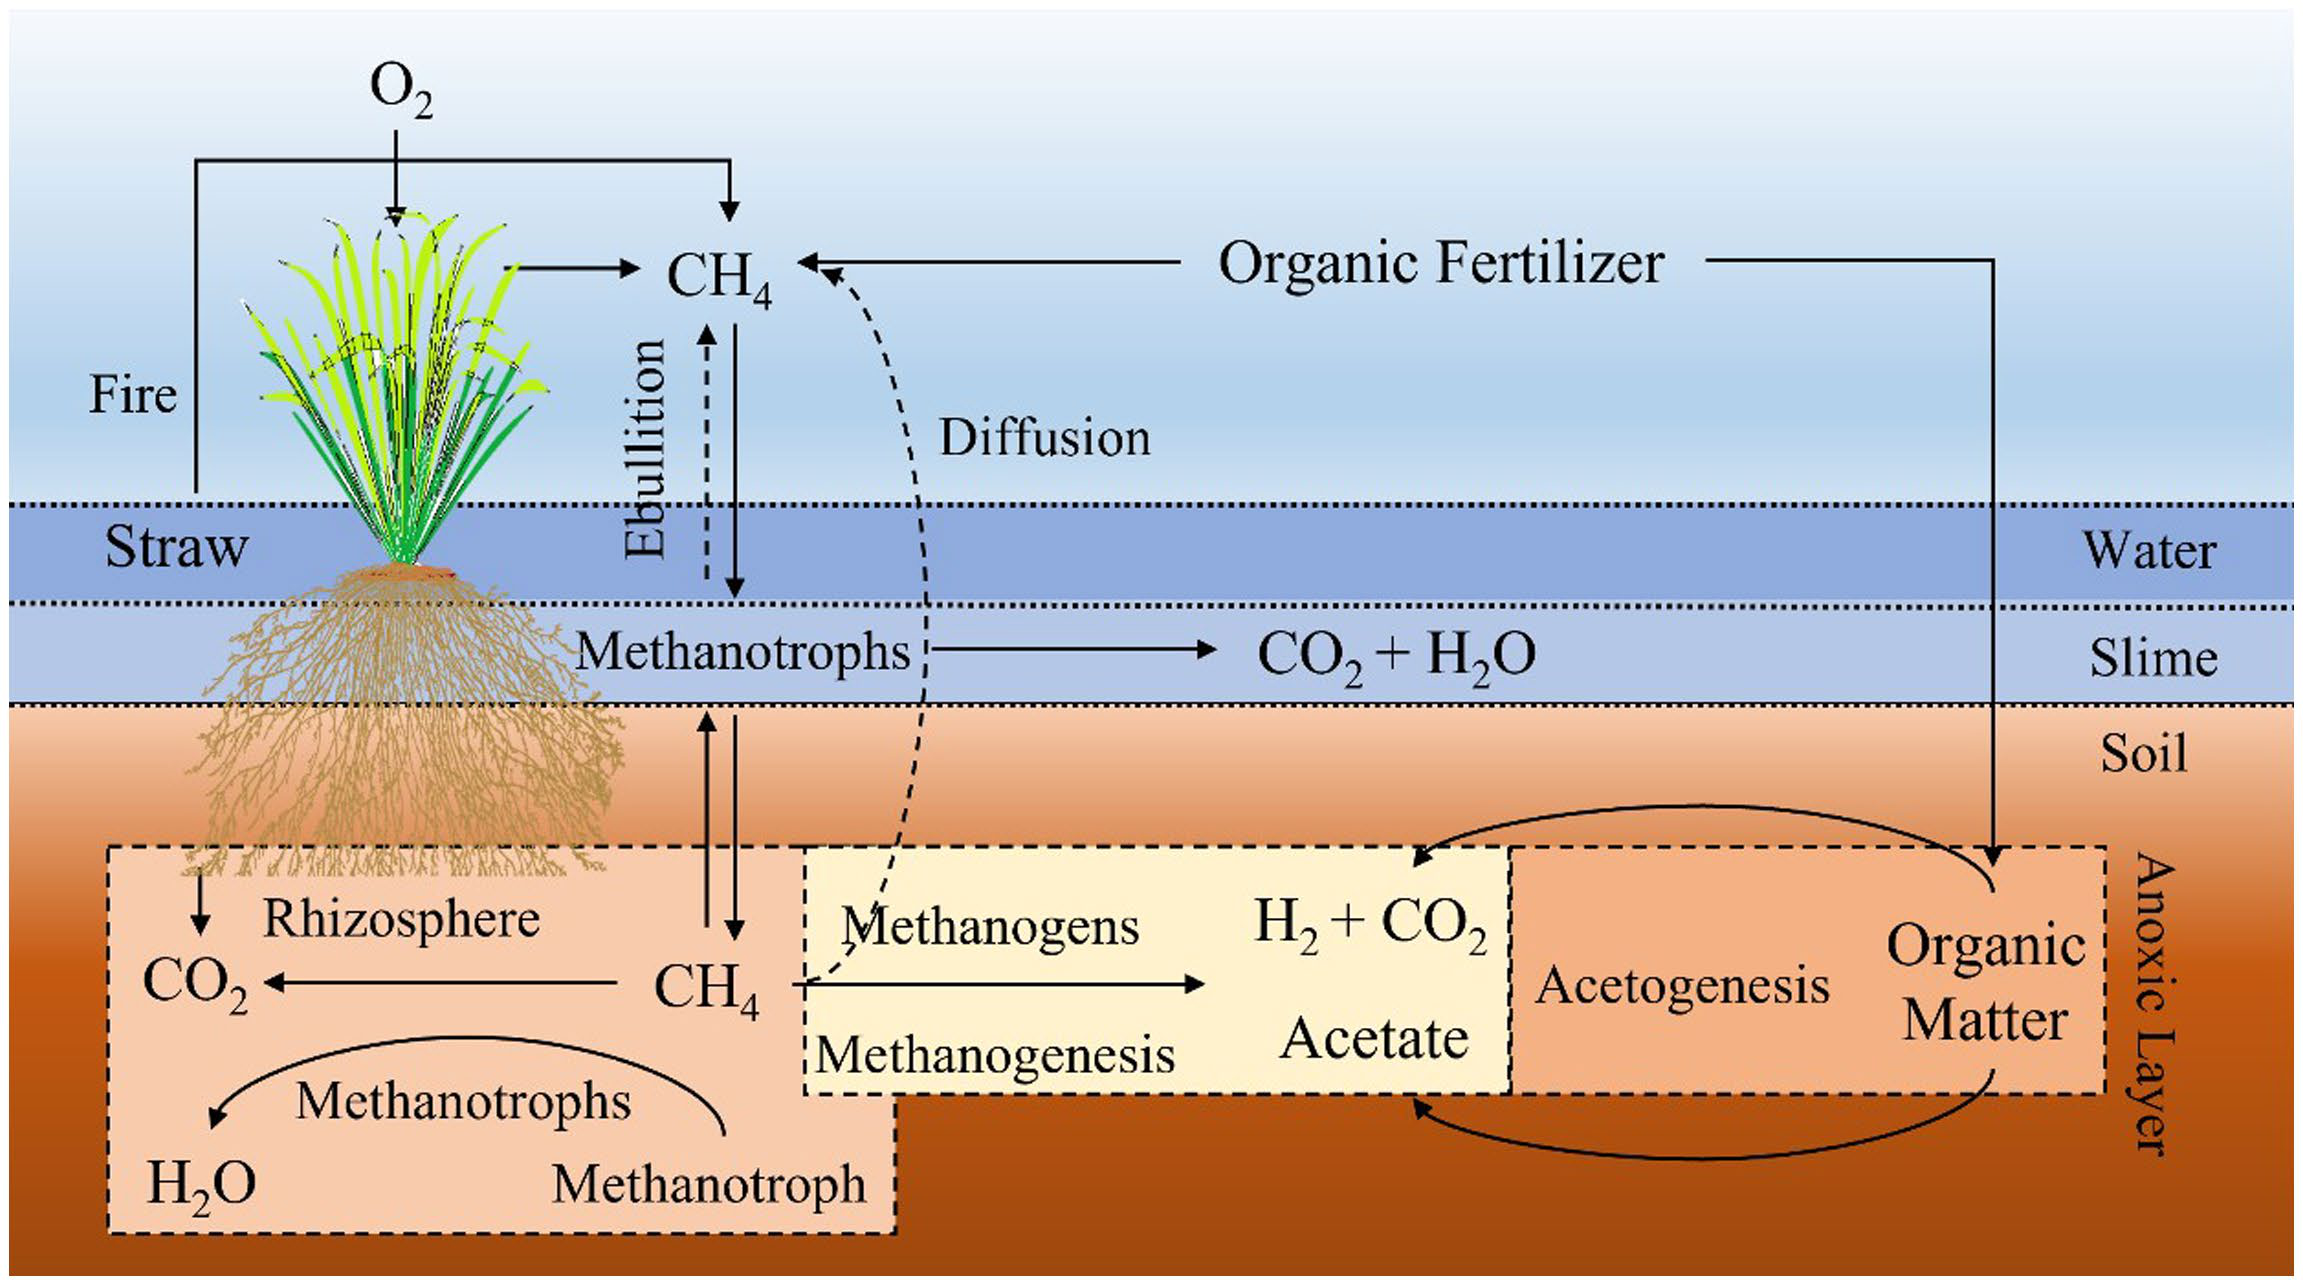 O₂
CH₄
Organic Fertilizer
Fire
Ebullition
Diffusion
Straw
Water
Methanotrophs
CO₂ + H₂O
Slime
Soil
Rhizosphere
Methanogens
H₂ + CO₂
Organic
Matter
CO₂
CH₄
Acetogenesis
Anoxic Layer
Methanogenesis
Acetate
Methanotrophs
H₂O
Methanotroph